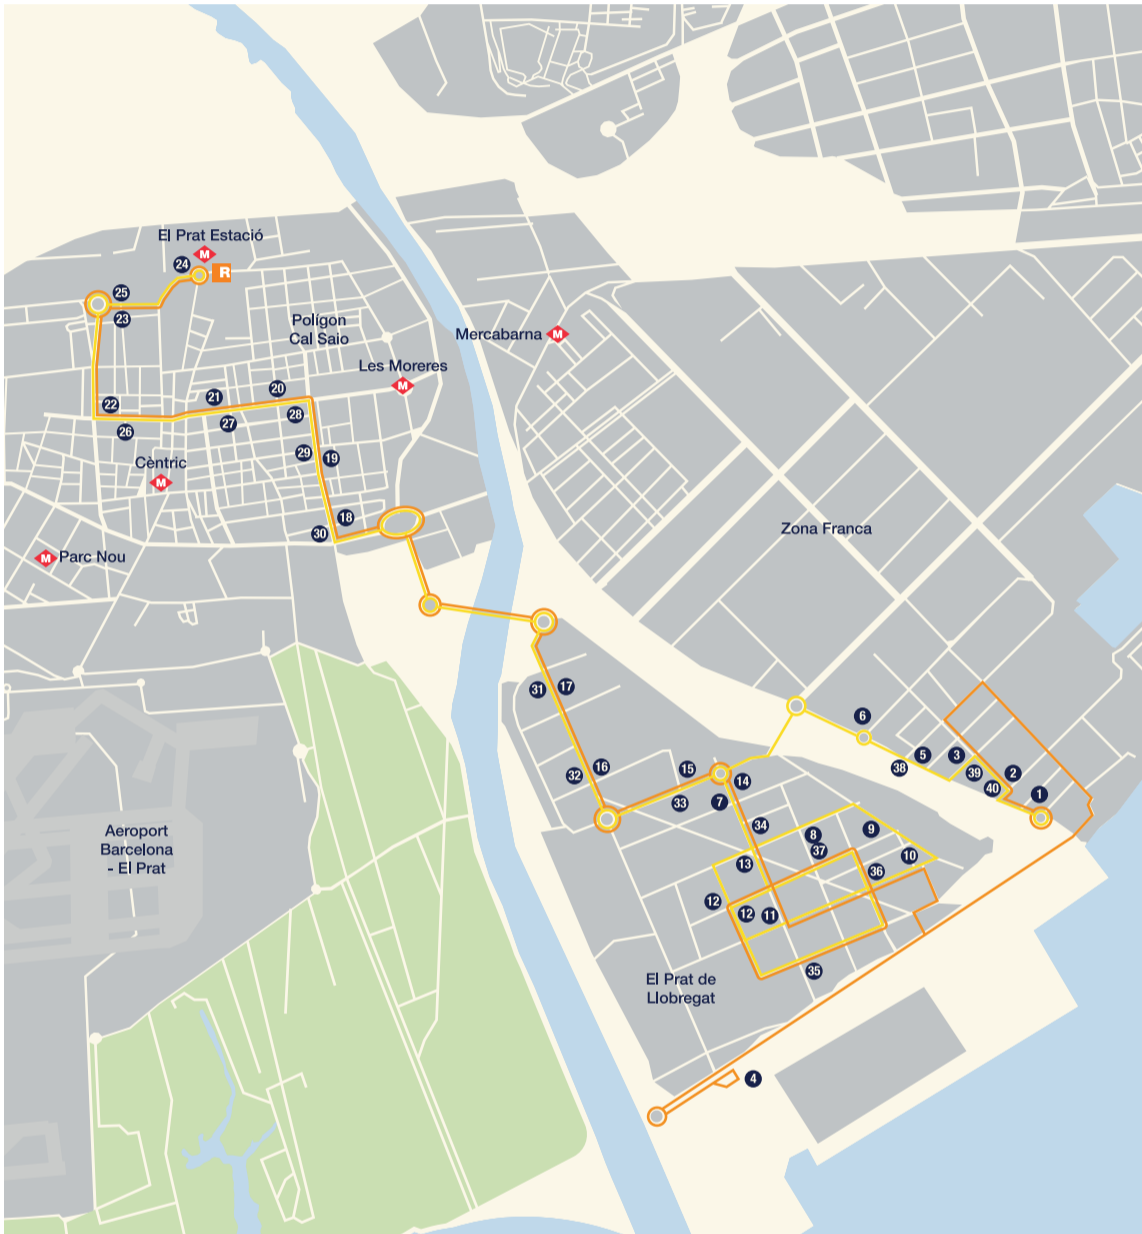 El Prat Estació
M
24
R
25
23
Polígon
Cal Saio
Mercabarna
M
Les Moreres
M
20
21
22
28
27
26
Cèntric
M
29
19
18
30
Zona Franca
M
Parc Nou
31
17
6
5
3
38
39
2
40
1
16
32
15
14
33
7
34
8
9
37
10
13
36
12
12
11
35
Aeroport
Barcelona
- El Prat
El Prat de
Llobregat
4